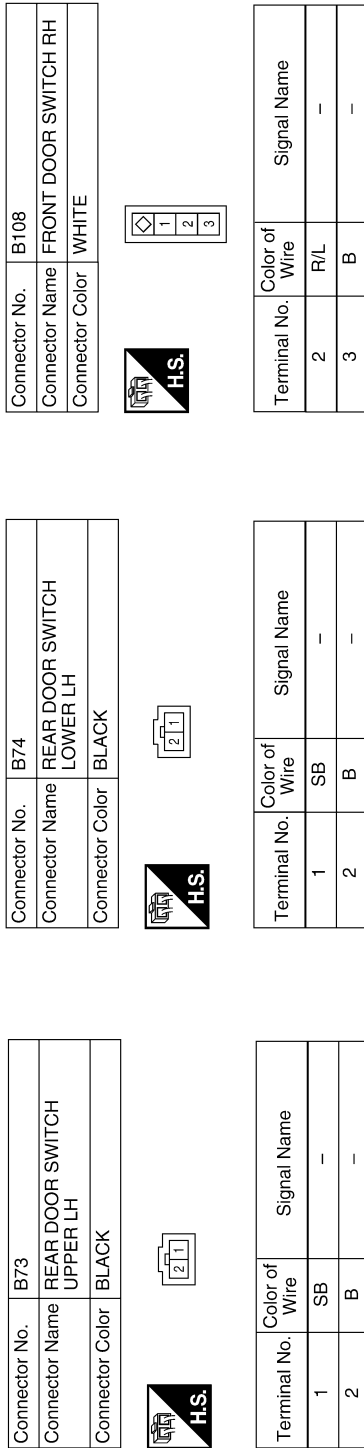 Connector No. B73
Connector Name REAR DOOR SWITCH
UPPER LH
Connector Color BLACK
2 1
H.S.
Terminal No. Color of
Wire Signal Name
1 SB –
2 B –
Connector No. B74
Connector Name REAR DOOR SWITCH
LOWER LH
Connector Color BLACK
2 1
H.S.
Terminal No. Color of
Wire Signal Name
1 SB –
2 B –
Connector No. B108
Connector Name FRONT DOOR SWITCH RH
Connector Color WHITE
1 2 3
H.S.
Terminal No. Color of
Wire Signal Name
2 R/L –
3 B –